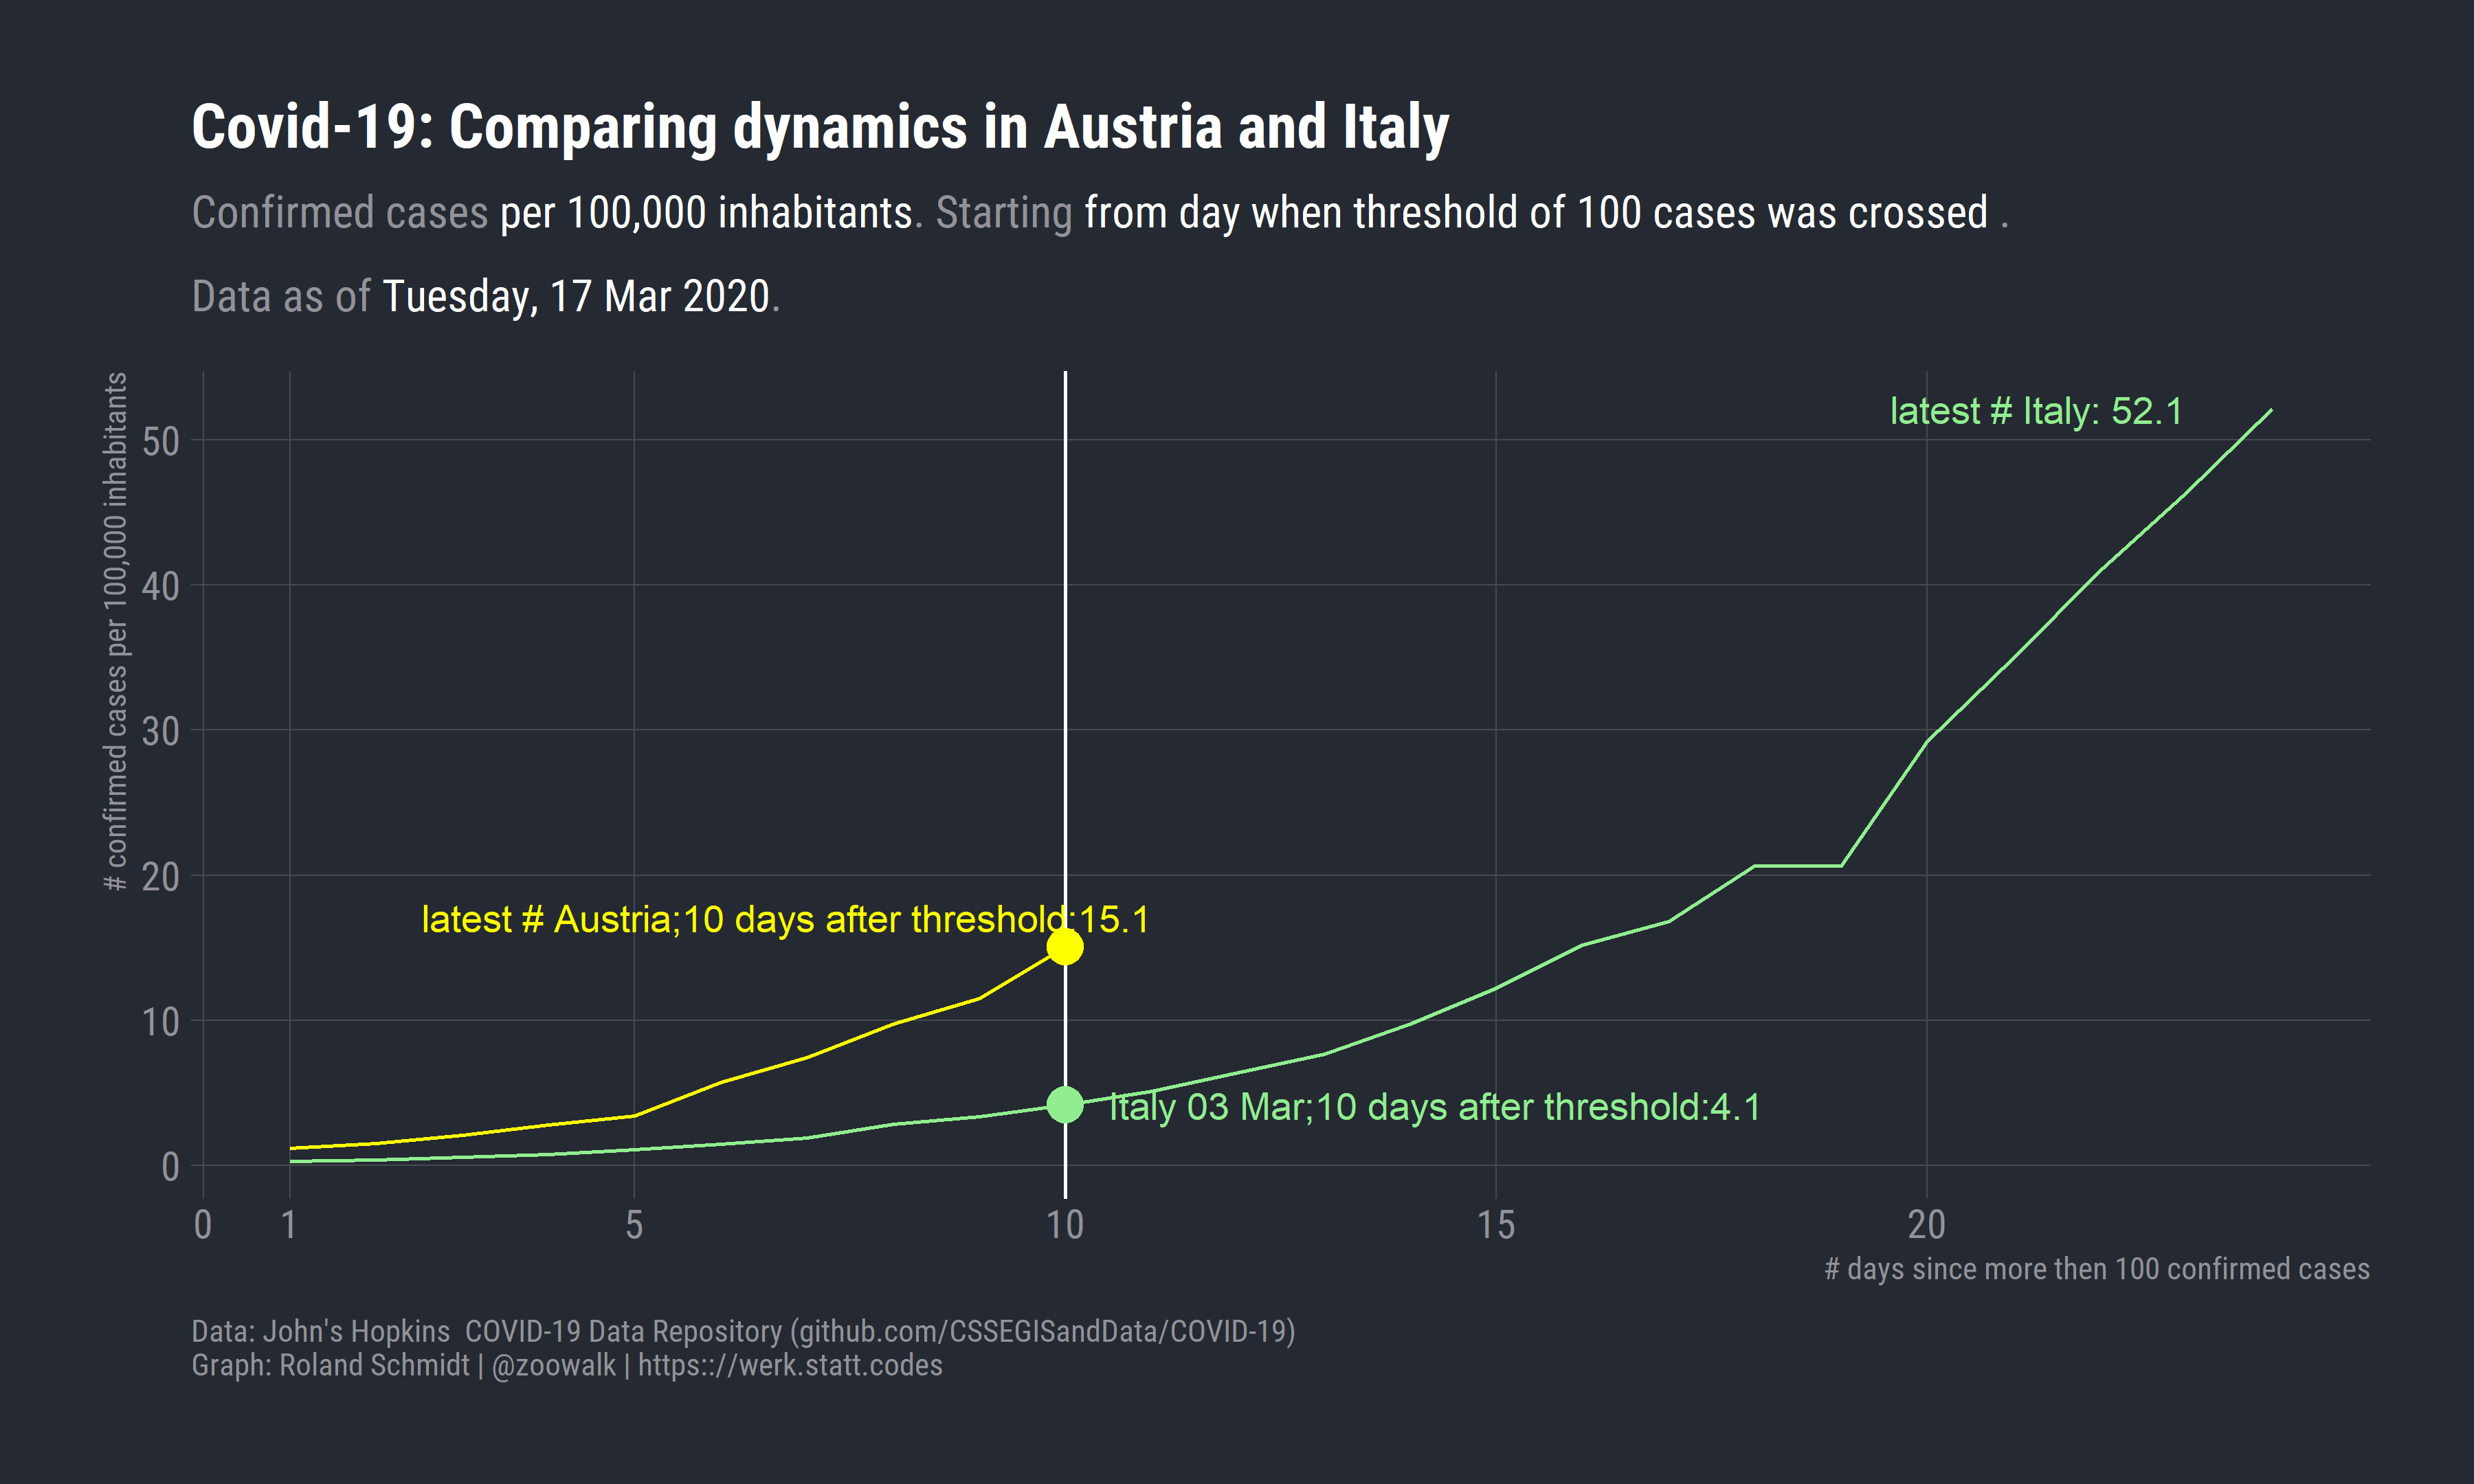 Covid-19: Comparing dynamics in Austria and Italy
Confirmed cases per 100,000 inhabitants. Starting from day when threshold of 100 cases was crossed .
Data as of Tuesday, 17 Mar 2020.
# confirmed cases per 100,000 inhabitants
50
40
30
20
10
0
latest # Italy: 52.1
latest # Austria;10 days after threshold:15.1
Italy 03 Mar;10 days after threshold:4.1
0 1 5 10 15 20
# days since more then 100 confirmed cases
Data: John's Hopkins  COVID-19 Data Repository (github.com/CSSEGISandData/COVID-19)
Graph: Roland Schmidt | @zoowalk | https:://werk.statt.codes